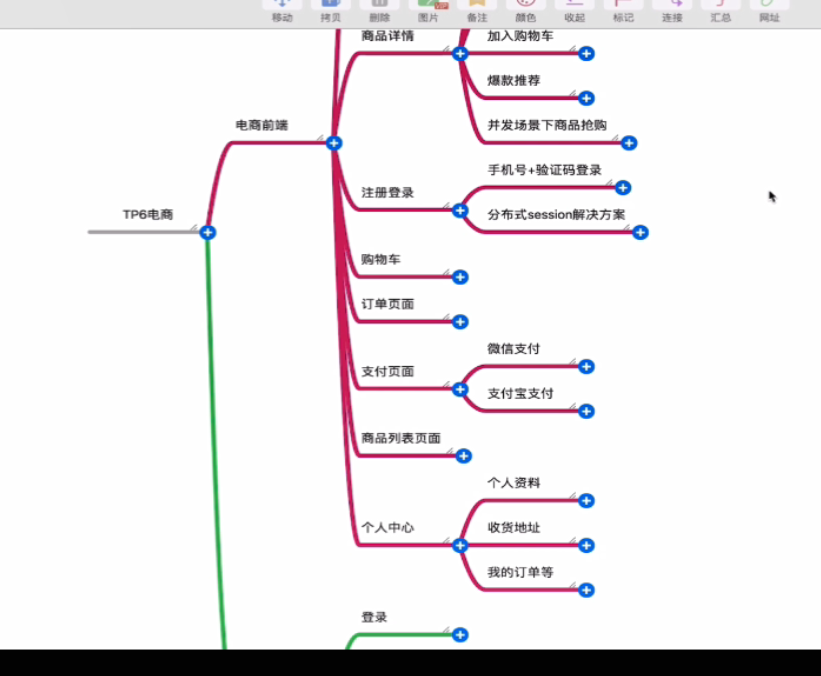 移动 拷贝 删除 图片 备注 颜色 收起 标记 连接 汇总 网址
商品详情
加入购物车
爆款推荐
电商前端
并发场景下商品抢购
手机号+验证码登录
注册登录
TP6电商
分布式session解决方案
购物车
订单页面
微信支付
支付页面
支付宝支付
商品列表页面
个人资料
个人中心
收货地址
我的订单等
登录